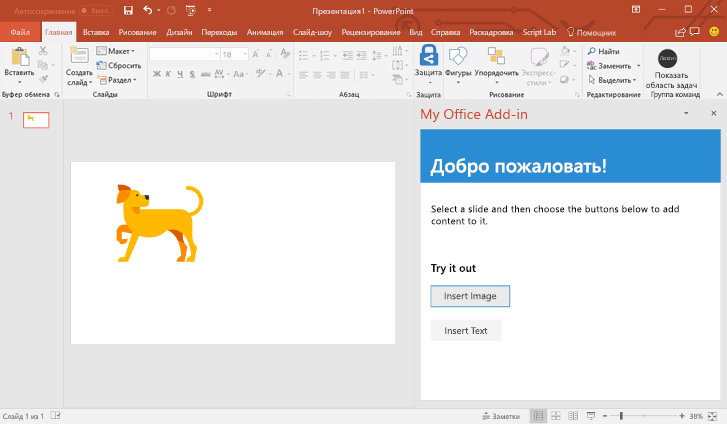 Автосохранение Выкл
Презентация1 - PowerPoint
Файл Главная Вставка Рисование Дизайн Переходы Анимация Слайд-шоу Рецензирование Вид Справка Раскадровка Script Lab Помощник
Вставить
Буфер обмена
Создать слайд
Макет
Сбросить
Раздел
Слайды
18
Ж К Ч S abc AV Aa A
Шрифт
Абзац
Защита
Защита
Фигуры
Упорядочить
Экспресс-стили
Рисование
Найти
Заменить
Выделить
Редактирование
Показать область задач
Группа команд
1
My Office Add-in
Добро пожаловать!
Select a slide and then choose the buttons below to add
content to it.
Try it out
Insert Image
Insert Text
Слайд 1 из 1
Заметки
38%